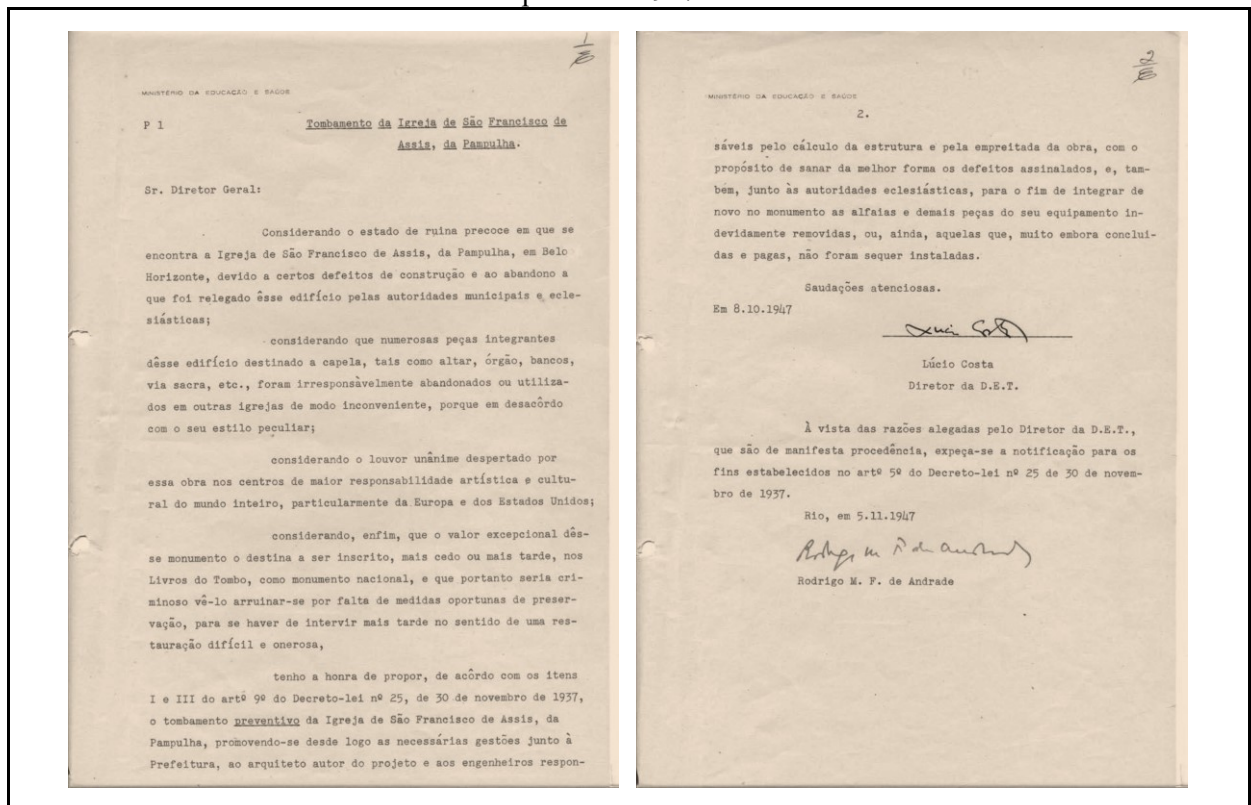 1
MINISTÉRIO DA EDUCAÇÃO E SAÚDE
P 1
Tombamento da Igreja de São Francisco de
Assis, da Pampulha.
Sr. Diretor Geral:
Considerando o estado de ruina precoce em que se
encontra a Igreja de São Francisco de Assis, da Pampulha, em Belo
Horizonte, devido a certos defeitos de construção e ao abandono a
que foi relegado êsse edifício pelas autoridades municipais e ecle-
siásticas;
considerando que numerosas peças integrantes
dêsse edifício destinado a capela, tais como altar, órgão, bancos,
via sacra, etc., foram irresponsàvelmente abandonados ou utiliza-
dos em outras igrejas de modo inconveniente, porque em desacôrdo
com o seu estilo peculiar;
considerando o louvor unânime despertado por
essa obra nos centros de maior responsabilidade artística e cultu-
ral do mundo inteiro, particularmente da Europa e dos Estados Unidos;
considerando, enfim, que o valor excepcional dês-
se monumento o destina a ser inscrito, mais cedo ou mais tarde, nos
Livros do Tombo, como monumento nacional, e que portanto seria cri-
minoso vê-lo arruinar-se por falta de medidas oportunas de preser-
vação, para se haver de intervir mais tarde no sentido de uma res-
tauração difícil e onerosa,
tenho a honra de propor, de acôrdo com os itens
I e III do artº 9º do Decreto-lei nº 25, de 30 de novembro de 1937,
o tombamento preventivo da Igreja de São Francisco de Assis, da
Pampulha, promovendo-se desde logo as necessárias gestões junto à
Prefeitura, ao arquiteto autor do projeto e aos engenheiros respon-
2
MINISTÉRIO DA EDUCAÇÃO E SAÚDE
2.
sáveis pelo cálculo da estrutura e pela empreitada da obra, com o
propósito de sanar da melhor forma os defeitos assinalados, e, tam-
bem, junto às autoridades eclesiásticas, para o fim de integrar de
novo no monumento as alfaias e demais peças do seu equipamento in-
devidamente removidas, ou, ainda, aquelas que, muito embora conclui-
das e pagas, não foram sequer instaladas.
Saudações atenciosas.
Em 8.10.1947
Lucio Costa
Lúcio Costa
Diretor da D.E.T.
À vista das razões alegadas pelo Diretor da D.E.T.,
que são de manifesta procedência, expeça-se a notificação para os
fins estabelecidos no artº 5º do Decreto-lei nº 25 de 30 de novem-
bro de 1937.
Rio, em 5.11.1947
Rodrigo M. F. de Andrade
Rodrigo M. F. de Andrade